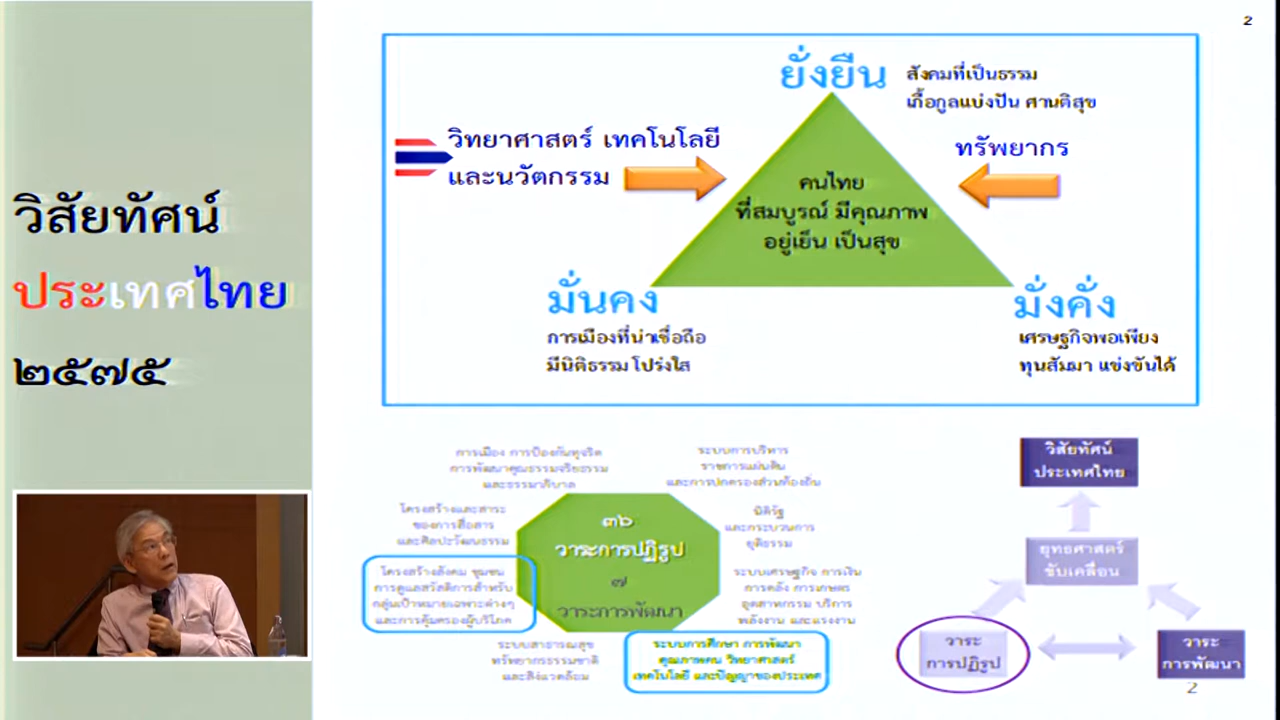 2
วิสัยทัศน์
ประเทศไทย
๒๕๗๕
ยั่งยืน
สังคมที่เป็นธรรม
เกื้อกูลแบ่งปัน ศานติสุข
วิทยาศาสตร์ เทคโนโลยี
และนวัตกรรม
ทรัพยากร
คนไทย
ที่สมบูรณ์ มีคุณภาพ
อยู่เย็น เป็นสุข
มั่นคง
การเมืองที่น่าเชื่อถือ
มีนิติธรรม โปร่งใส
มั่งคั่ง
เศรษฐกิจพอเพียง
ทุนสัมมา แข่งขันได้
การเมือง การป้องกันทุจริต
การพัฒนาคุณธรรมจริยธรรม
และธรรมาภิบาล
ระบบการบริหาร
ราชการแผ่นดิน
และการปกครองส่วนท้องถิ่น
โครงสร้างและสาระ
ของการสื่อสาร
และศิลปะวัฒนธรรม
นิติรัฐ
และกระบวนการ
ยุติธรรม
๓๖
วาระการปฏิรูป
๗
วาระการพัฒนา
โครงสร้างสังคม ชุมชน
การดูแลสวัสดิการสำหรับ
กลุ่มเป้าหมายเฉพาะต่างๆ
และการคุ้มครองผู้บริโภค
ระบบเศรษฐกิจ การเงิน
การคลัง การเกษตร
อุตสาหกรรม บริการ
พลังงาน และแรงงาน
ระบบสาธารณสุข
ทรัพยากรธรรมชาติ
และสิ่งแวดล้อม
ระบบการศึกษา การพัฒนา
คุณภาพคน วิทยาศาสตร์
เทคโนโลยี และปัญญาของประเทศ
วิสัยทัศน์
ประเทศไทย
ยุทธศาสตร์
ขับเคลื่อน
วาระ
การปฏิรูป
วาระ
การพัฒนา
2